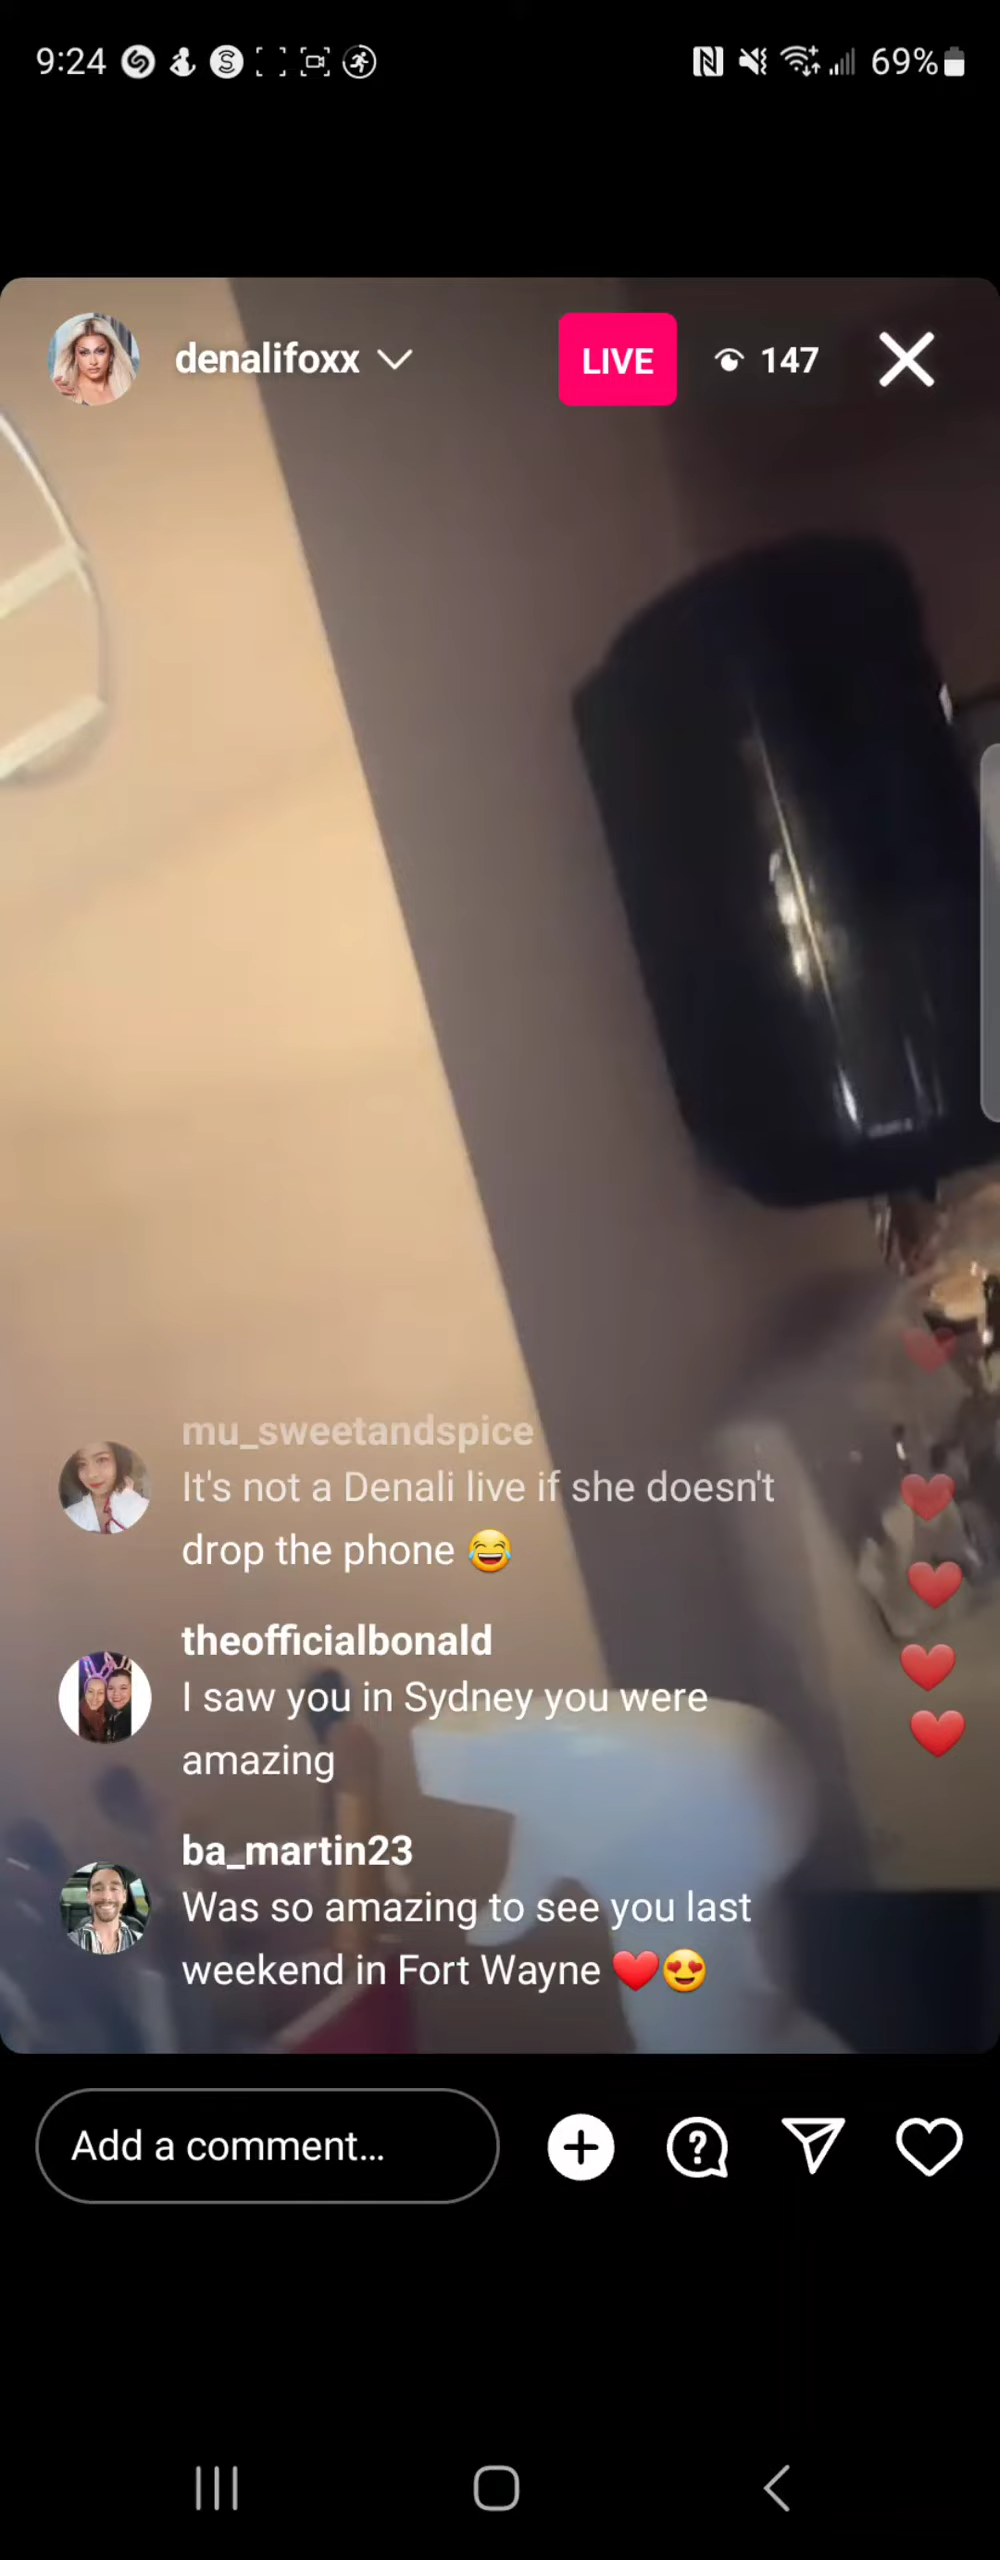 9:24
69%
denalifoxx
LIVE
147
mu_sweetandspice
It's not a Denali live if she doesn't
drop the phone 😂
theofficialbonald
I saw you in Sydney you were
amazing
ba_martin23
Was so amazing to see you last
weekend in Fort Wayne ❤️😍
Add a comment...